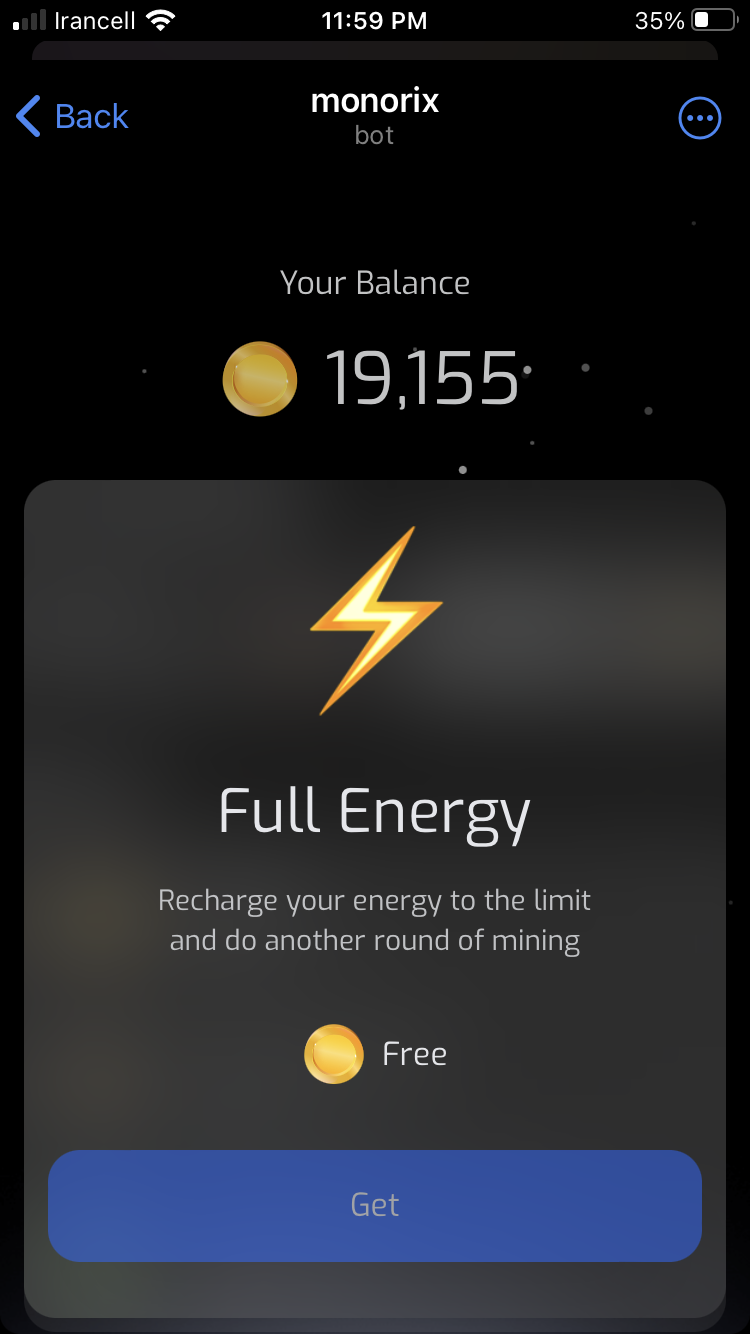 Irancell 11:59 PM 35%
Back monorix
bot
Your Balance
19,155
Full Energy
Recharge your energy to the limit
and do another round of mining
Free
Get